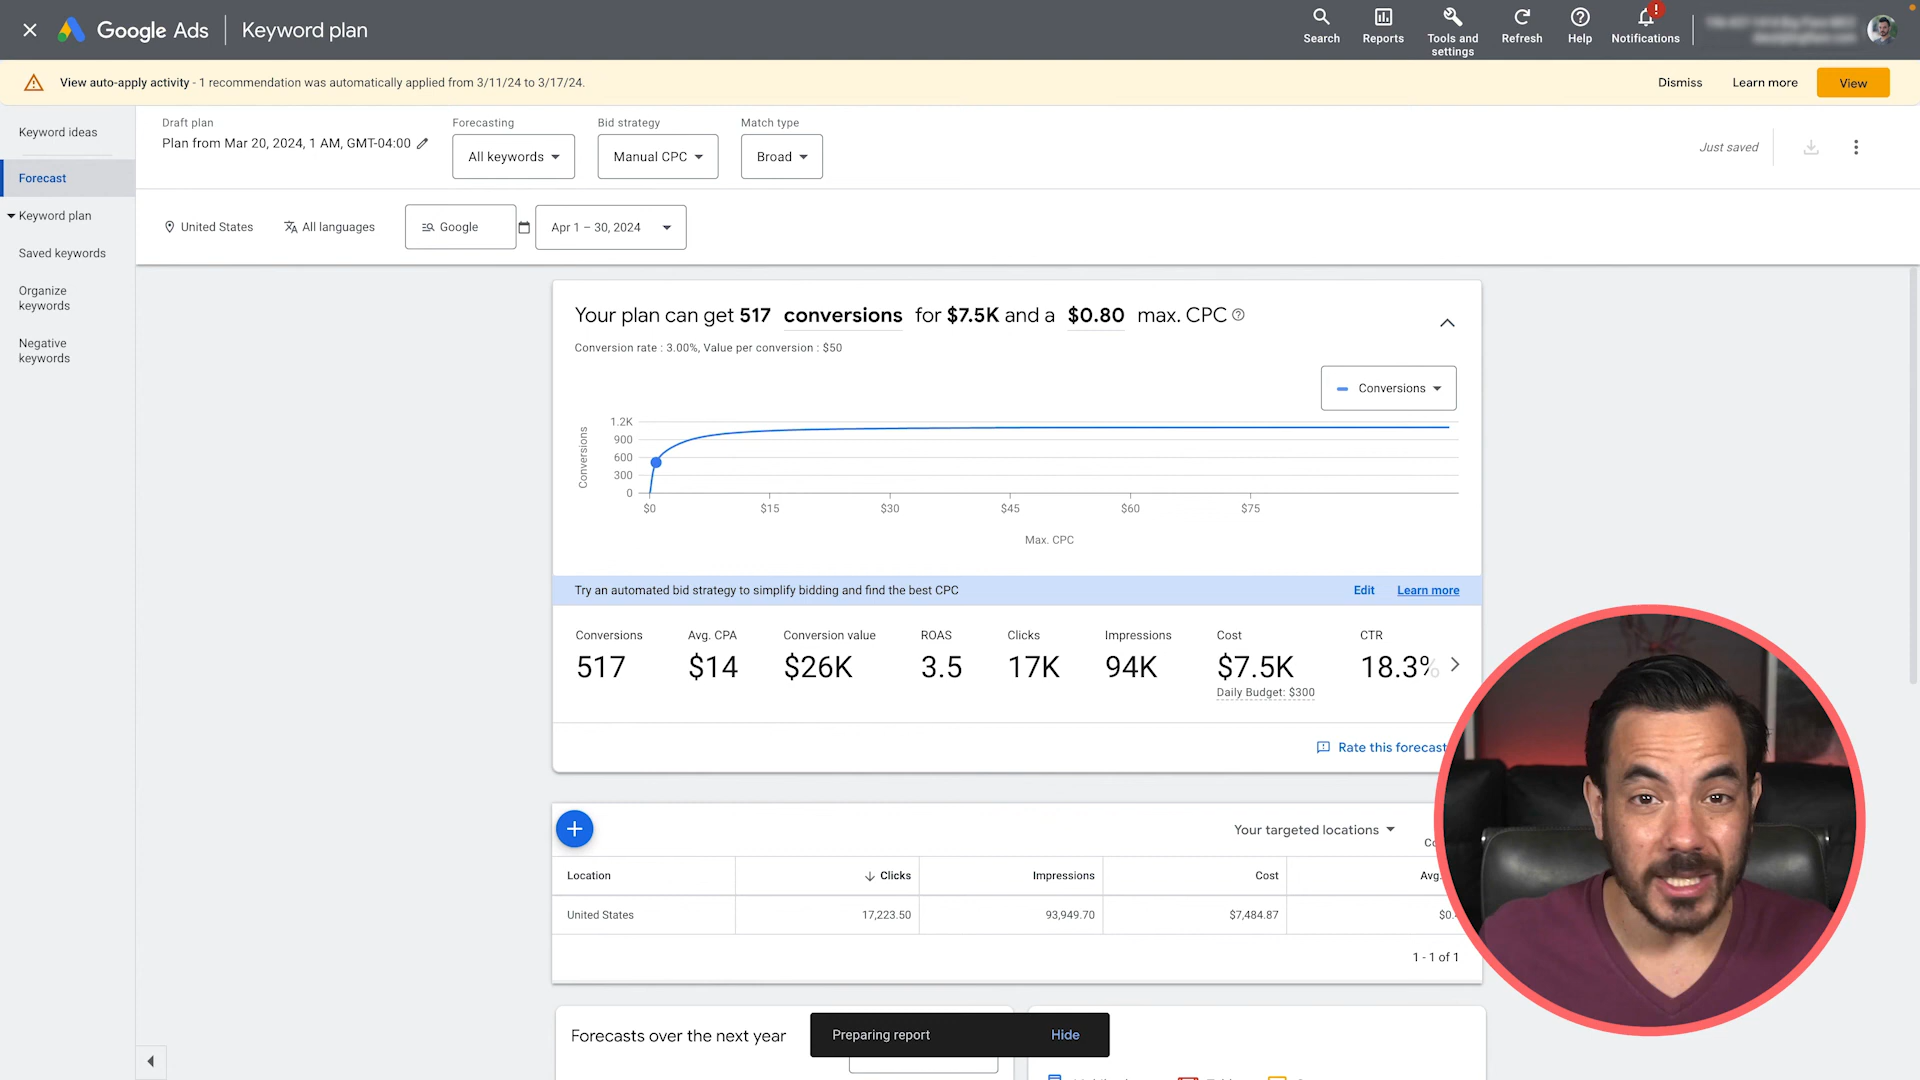 Google Ads
Keyword plan
Search
Reports
Tools and
settings
Refresh
Help
!
Notifications
View auto-apply activity - 1 recommendation was automatically applied from 3/11/24 to 3/17/24.
Dismiss
Learn more
View
Keyword ideas
Forecast
Keyword plan
Saved keywords
Organize
keywords
Negative
keywords
Draft plan
Plan from Mar 20, 2024, 1 AM, GMT-04:00
Forecasting
All keywords
Bid strategy
Manual CPC
Match type
Broad
Just saved
United States
All languages
Google
Apr 1 – 30, 2024
Your plan can get 517 conversions for $7.5K and a $0.80 max. CPC
Conversion rate : 3.00%, Value per conversion : $50
Conversions
Conversions
1.2K
900
600
300
0
$0
$15
$30
$45
$60
$75
Max. CPC
Try an automated bid strategy to simplify bidding and find the best CPC
Edit
Learn more
Conversions
517
Avg. CPA
$14
Conversion value
$26K
ROAS
3.5
Clicks
17K
Impressions
94K
Cost
$7.5K
Daily Budget: $300
CTR
18.3%
Rate this forecast
Your targeted locations
Location
Clicks
Impressions
Cost
Avg.
United States
17,223.50
93,949.70
$7,484.87
1 - 1 of 1
Forecasts over the next year
Preparing report
Hide